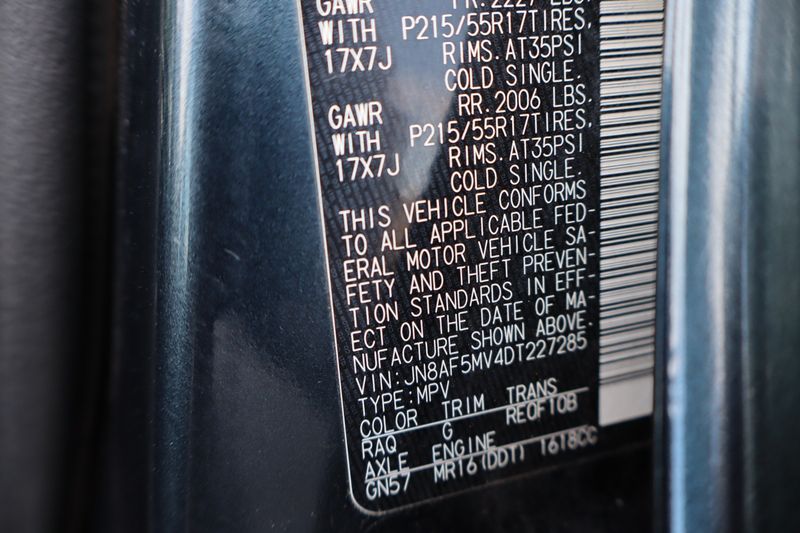 GAWR FR. 2227 LBS.
WITH P215/55R17TIRES,
17X7J RIMS. AT35PSI
COLD SINGLE.
GAWR RR. 2006 LBS.
WITH P215/55R17TIRES,
17X7J RIMS. AT35PSI
COLD SINGLE.
THIS VEHICLE CONFORMS
TO ALL APPLICABLE FED-
ERAL MOTOR VEHICLE SA-
FETY AND THEFT PREVEN-
TION STANDARDS IN EFF-
ECT ON THE DATE OF MA-
NUFACTURE SHOWN ABOVE.
VIN: JN8AF5MV4DT227285
TYPE: MPV
COLOR TRIM TRANS
RAQ G RE0F10B
AXLE ENGINE
GN57 MR16(DDT) 1618CC